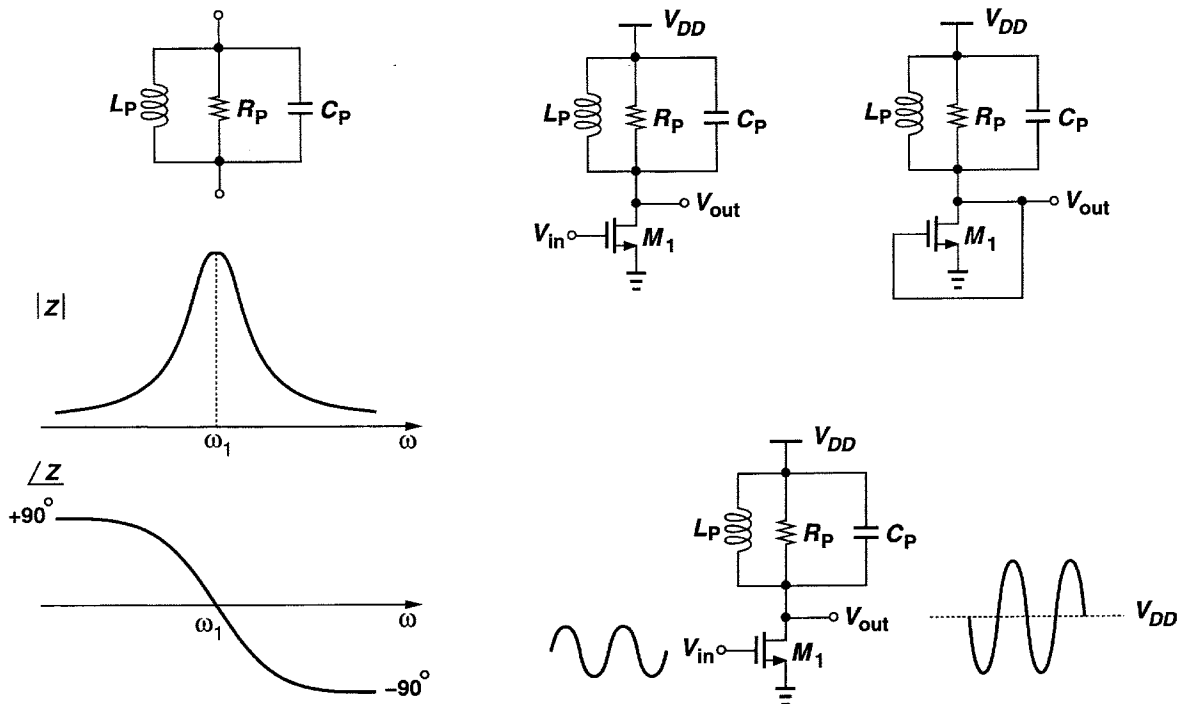 L_P R_P C_P
|Z|
ω_1 ω
∠Z
+90°
ω_1 ω
−90°
V_DD
L_P R_P C_P
V_out
V_in M_1
V_DD
L_P R_P C_P
V_out
M_1
V_DD
L_P R_P C_P
V_out
V_in M_1
V_DD